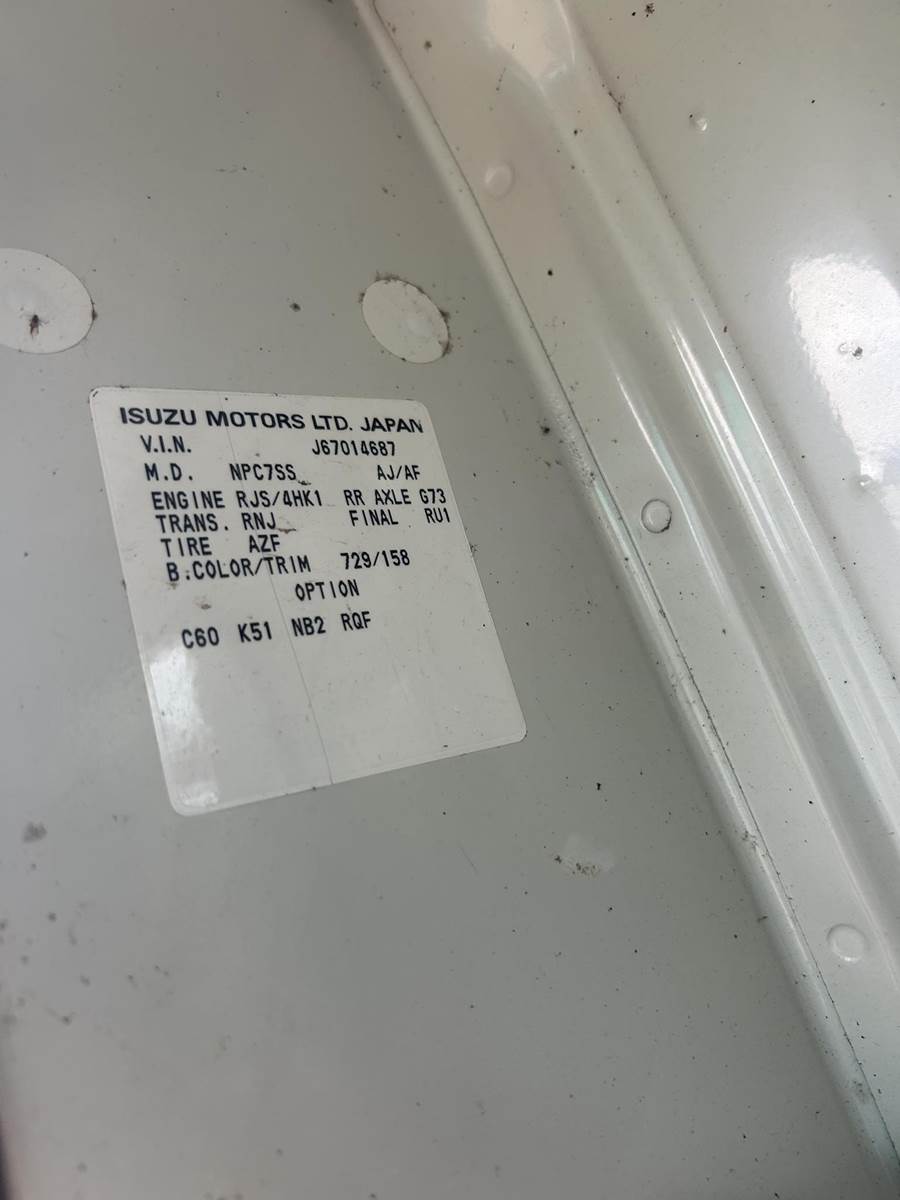 ISUZU MOTORS LTD. JAPAN
V.I.N. J67014687
M.D. NPC7SS AJ/AF
ENGINE RJS/4HK1 RR AXLE G73
TRANS. RNJ FINAL RU1
TIRE AZF
B.COLOR/TRIM 729/158
OPTION
C60 K51 NB2 RQF